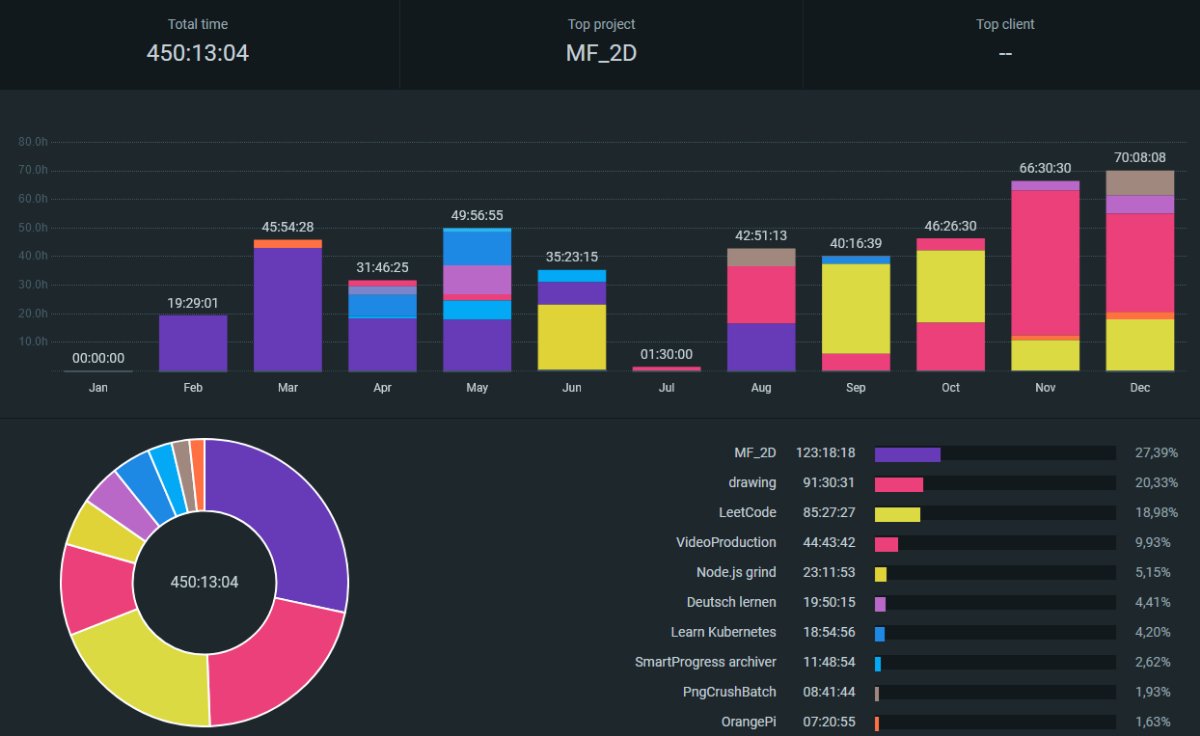 Total time
450:13:04
Top project
MF_2D
Top client
--
80.0h
70.0h
60.0h
50.0h
40.0h
30.0h
20.0h
10.0h
00:00:00
19:29:01
45:54:28
31:46:25
49:56:55
35:23:15
01:30:00
42:51:13
40:16:39
46:26:30
66:30:30
70:08:08
Jan Feb Mar Apr May Jun Jul Aug Sep Oct Nov Dec
450:13:04
MF_2D 123:18:18 27,39%
drawing 91:30:31 20,33%
LeetCode 85:27:27 18,98%
VideoProduction 44:43:42 9,93%
Node.js grind 23:11:53 5,15%
Deutsch lernen 19:50:15 4,41%
Learn Kubernetes 18:54:56 4,20%
SmartProgress archiver 11:48:54 2,62%
PngCrushBatch 08:41:44 1,93%
OrangePi 07:20:55 1,63%